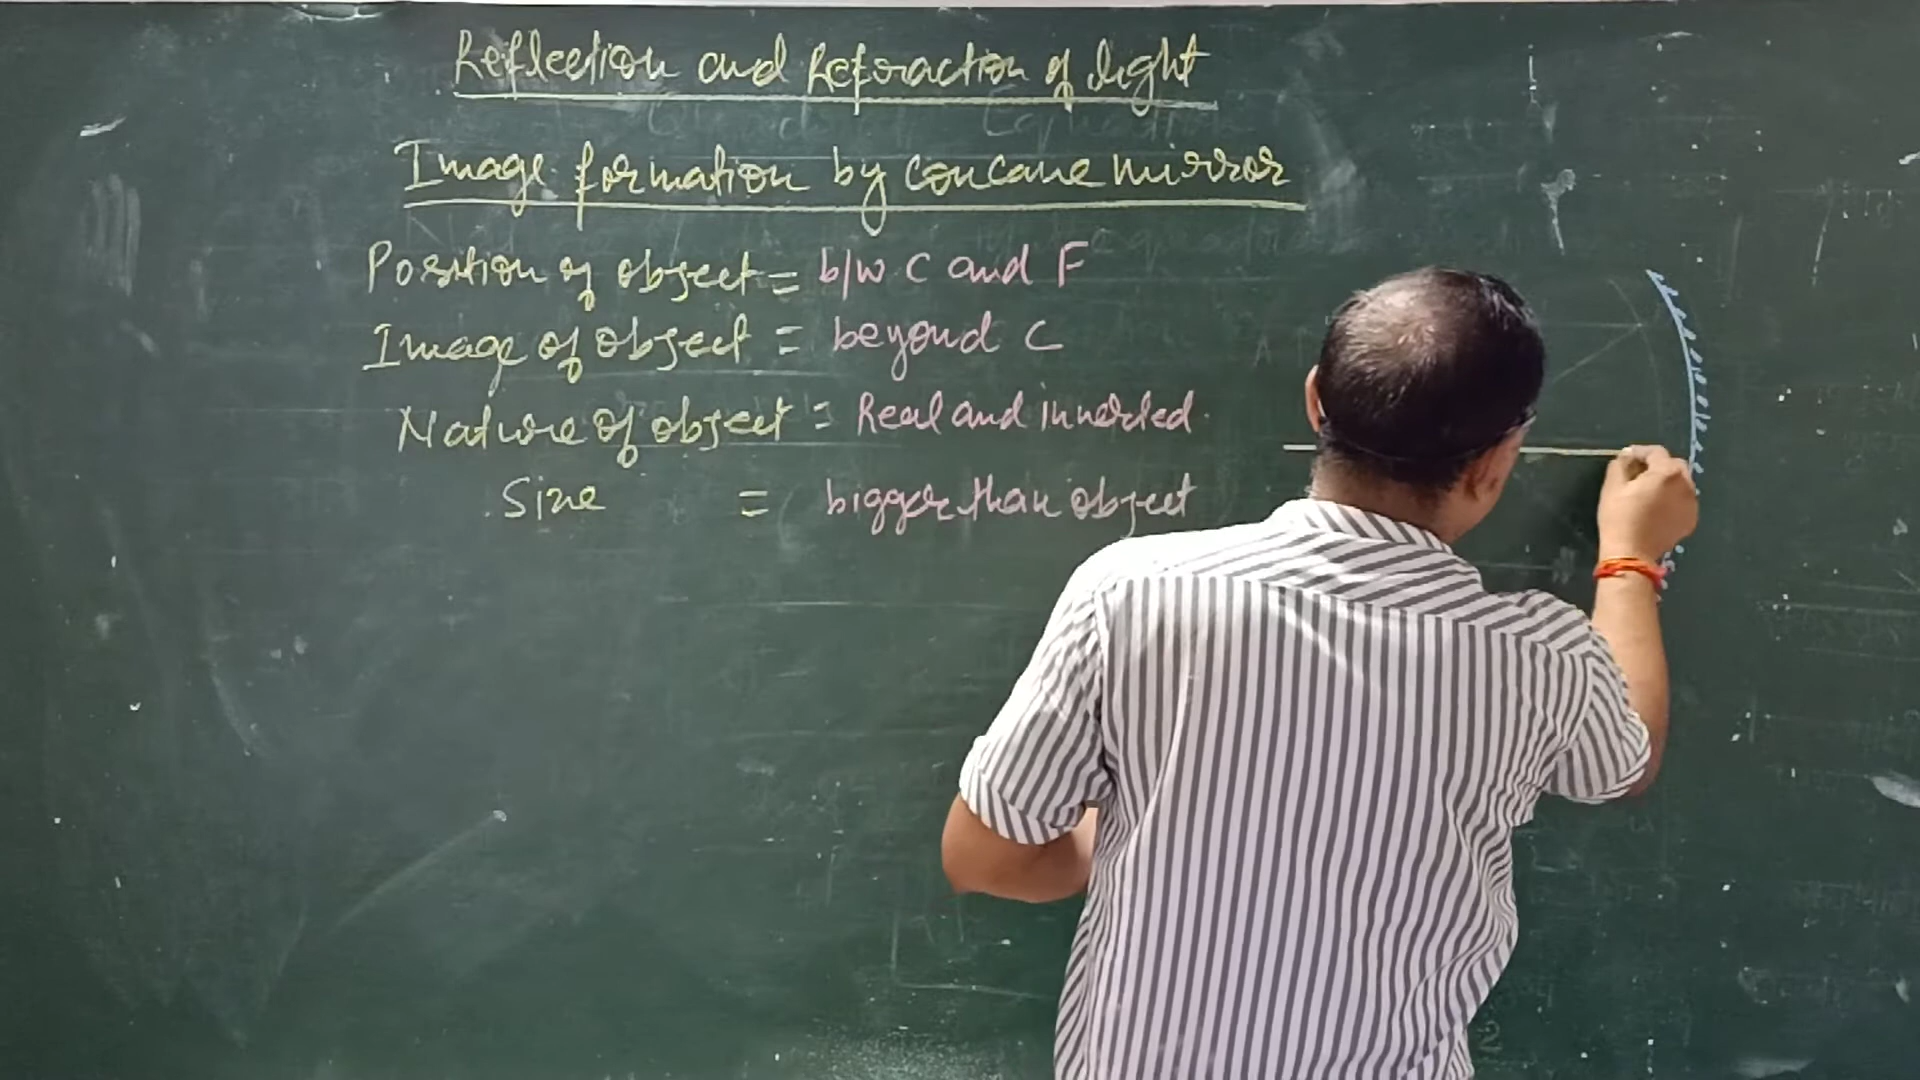 Reflection and Refraction of light
Image formation by concave mirror
Position of object = b/w C and F
Image of object = beyond C
Nature of object = Real and inverted
Size = bigger than object